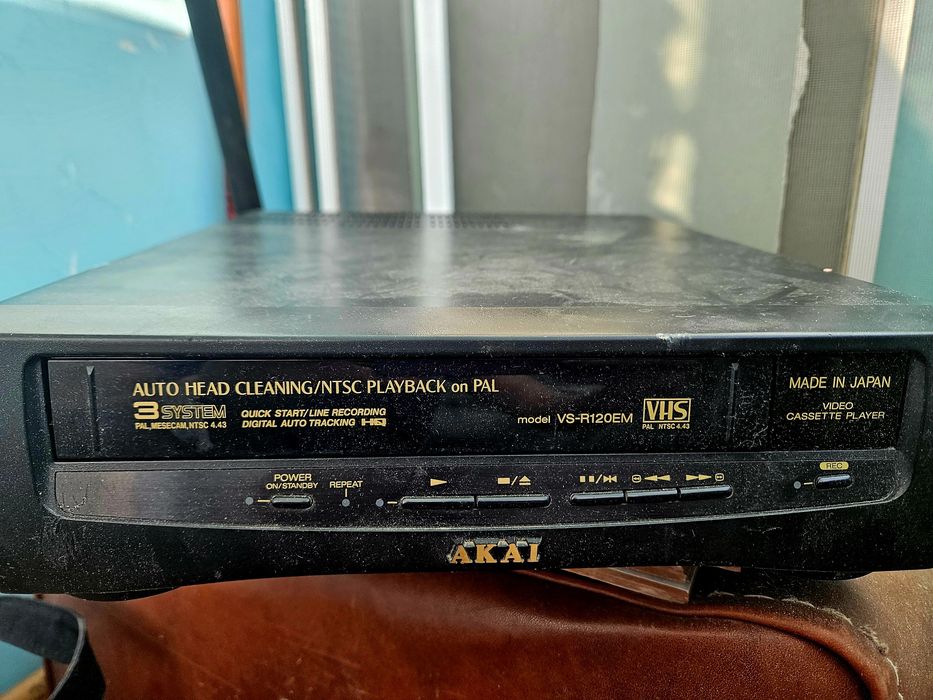 AUTO HEAD CLEANING/NTSC PLAYBACK on PAL
3 SYSTEM
PAL, MESECAM, NTSC 4.43
QUICK START/LINE RECORDING
DIGITAL AUTO TRACKING HQ
model VS-R120EM
VHS
PAL NTSC 4.43
MADE IN JAPAN
VIDEO
CASSETTE PLAYER
POWER
ON/STANDBY
REPEAT
REC
AKAI